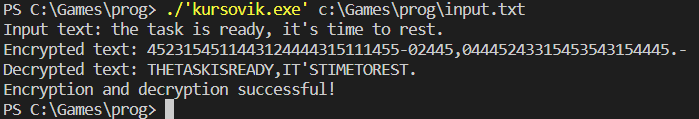 PS C:\Games\prog> ./'kursovik.exe' c:\Games\prog\input.txt
Input text: the task is ready, it's time to rest.
Encrypted text: 4523154511443124444315111455-02445,04445243315453543154445.-
Decrypted text: THETASKISREADY,IT'STIMETOREST.
Encryption and decryption successful!
PS C:\Games\prog>